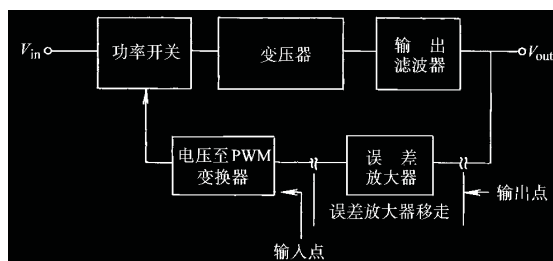 Vin
功率开关
变压器
输出
滤波器
Vout
电压至PWM
变换器
误差
放大器
输出点
误差放大器移走
输入点